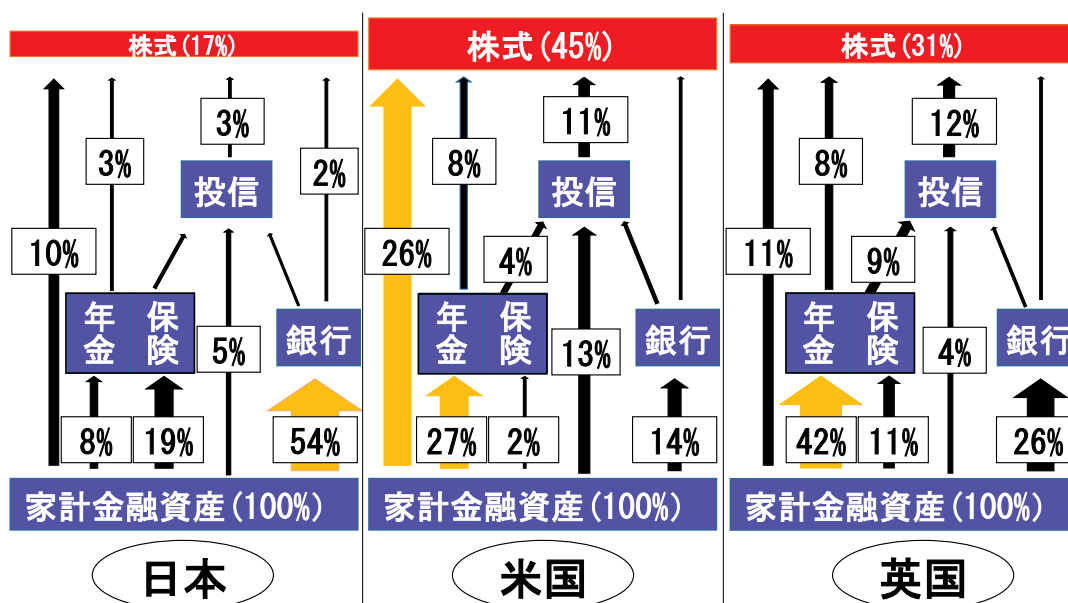 株式(17%)
3%
3%
2%
投信
10%
年金
保険
5%
銀行
8%
19%
54%
家計金融資産(100%)
日本
株式(45%)
11%
8%
投信
26%
4%
年金
保険
13%
銀行
27%
2%
14%
家計金融資産(100%)
米国
株式(31%)
12%
8%
投信
11%
9%
年金
保険
4%
銀行
42%
11%
26%
家計金融資産(100%)
英国